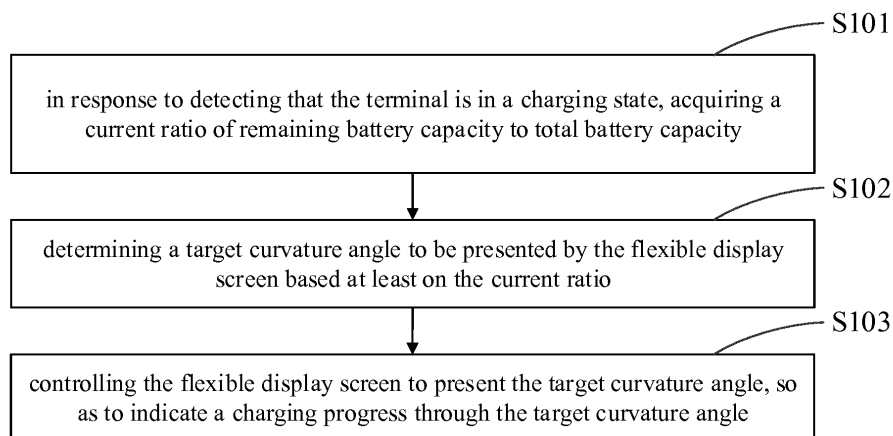 S101
in response to detecting that the terminal is in a charging state, acquiring a
current ratio of remaining battery capacity to total battery capacity
S102
determining a target curvature angle to be presented by the flexible display
screen based at least on the current ratio
S103
controlling the flexible display screen to present the target curvature angle, so
as to indicate a charging progress through the target curvature angle